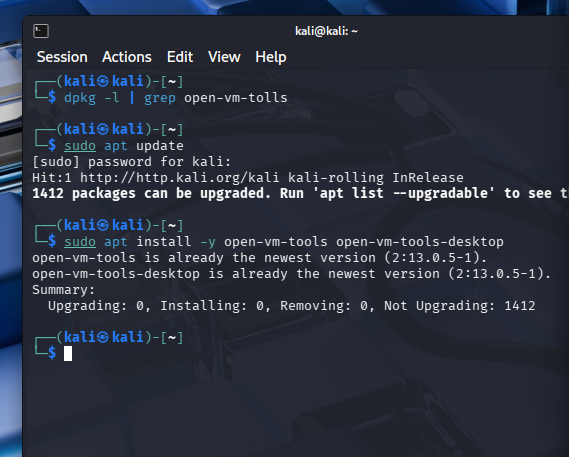 kali@kali: ~
Session Actions Edit View Help
┌──(kali㉿kali)-[~]
└─$ dpkg -l | grep open-vm-tolls
┌──(kali㉿kali)-[~]
└─$ sudo apt update
[sudo] password for kali:
Hit:1 http://http.kali.org/kali kali-rolling InRelease
1412 packages can be upgraded. Run 'apt list --upgradable' to see
┌──(kali㉿kali)-[~]
└─$ sudo apt install -y open-vm-tools open-vm-tools-desktop
open-vm-tools is already the newest version (2:13.0.5-1).
open-vm-tools-desktop is already the newest version (2:13.0.5-1).
Summary:
  Upgrading: 0, Installing: 0, Removing: 0, Not Upgrading: 1412
┌──(kali㉿kali)-[~]
└─$